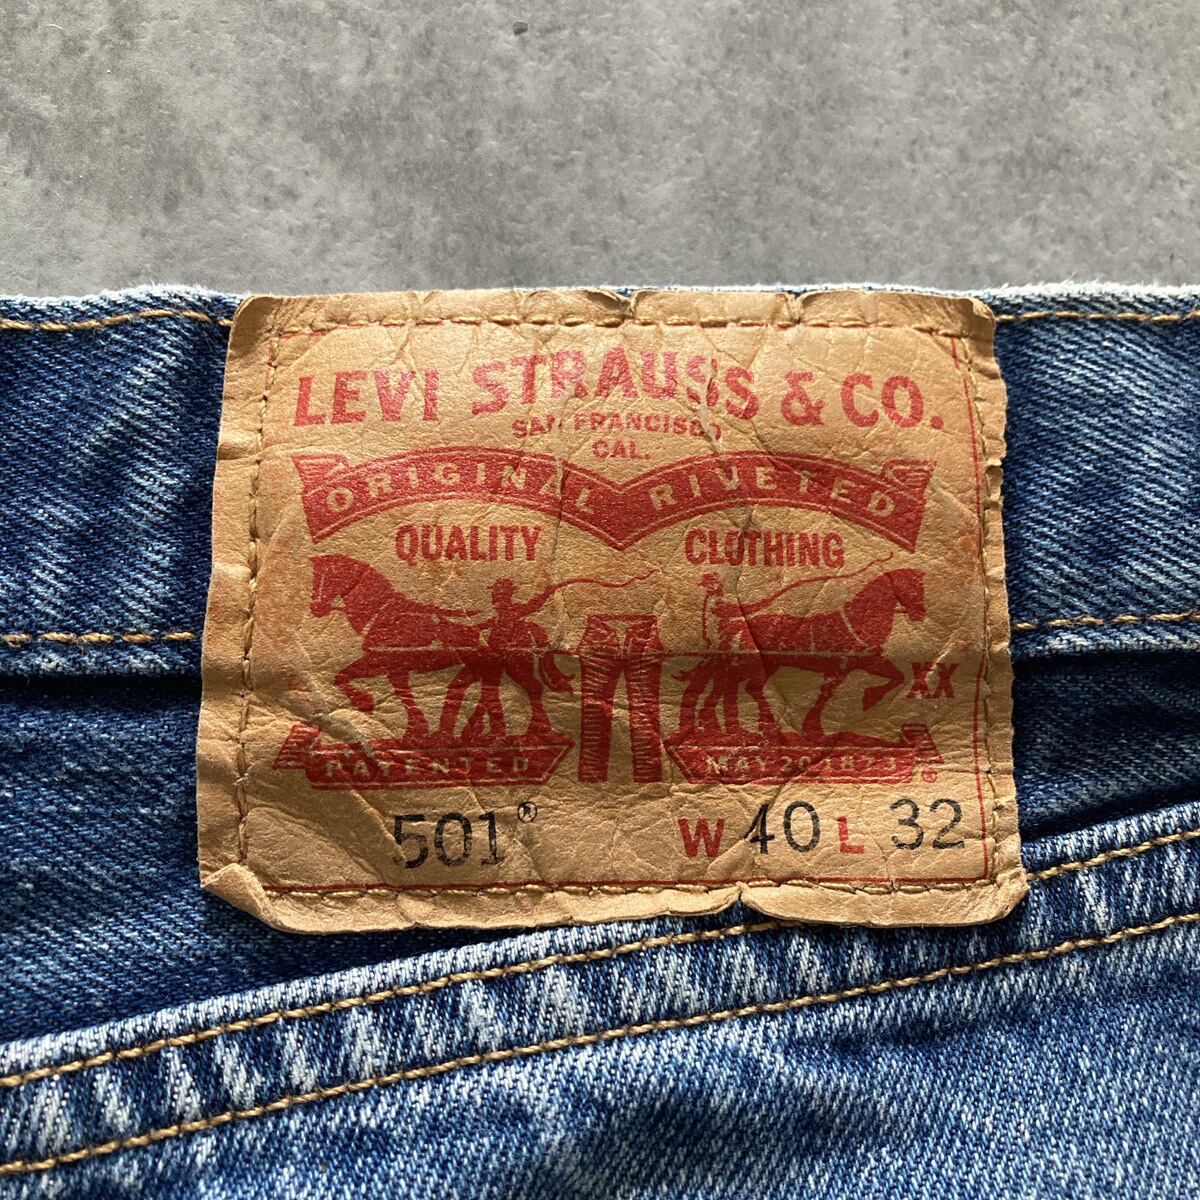 LEVI STRAUSS & CO.
SAN FRANCISCO
CAL.
ORIGINAL RIVETED
QUALITY CLOTHING
XX
PATENTED MAY 20 1873 ®
501® W 40 L 32